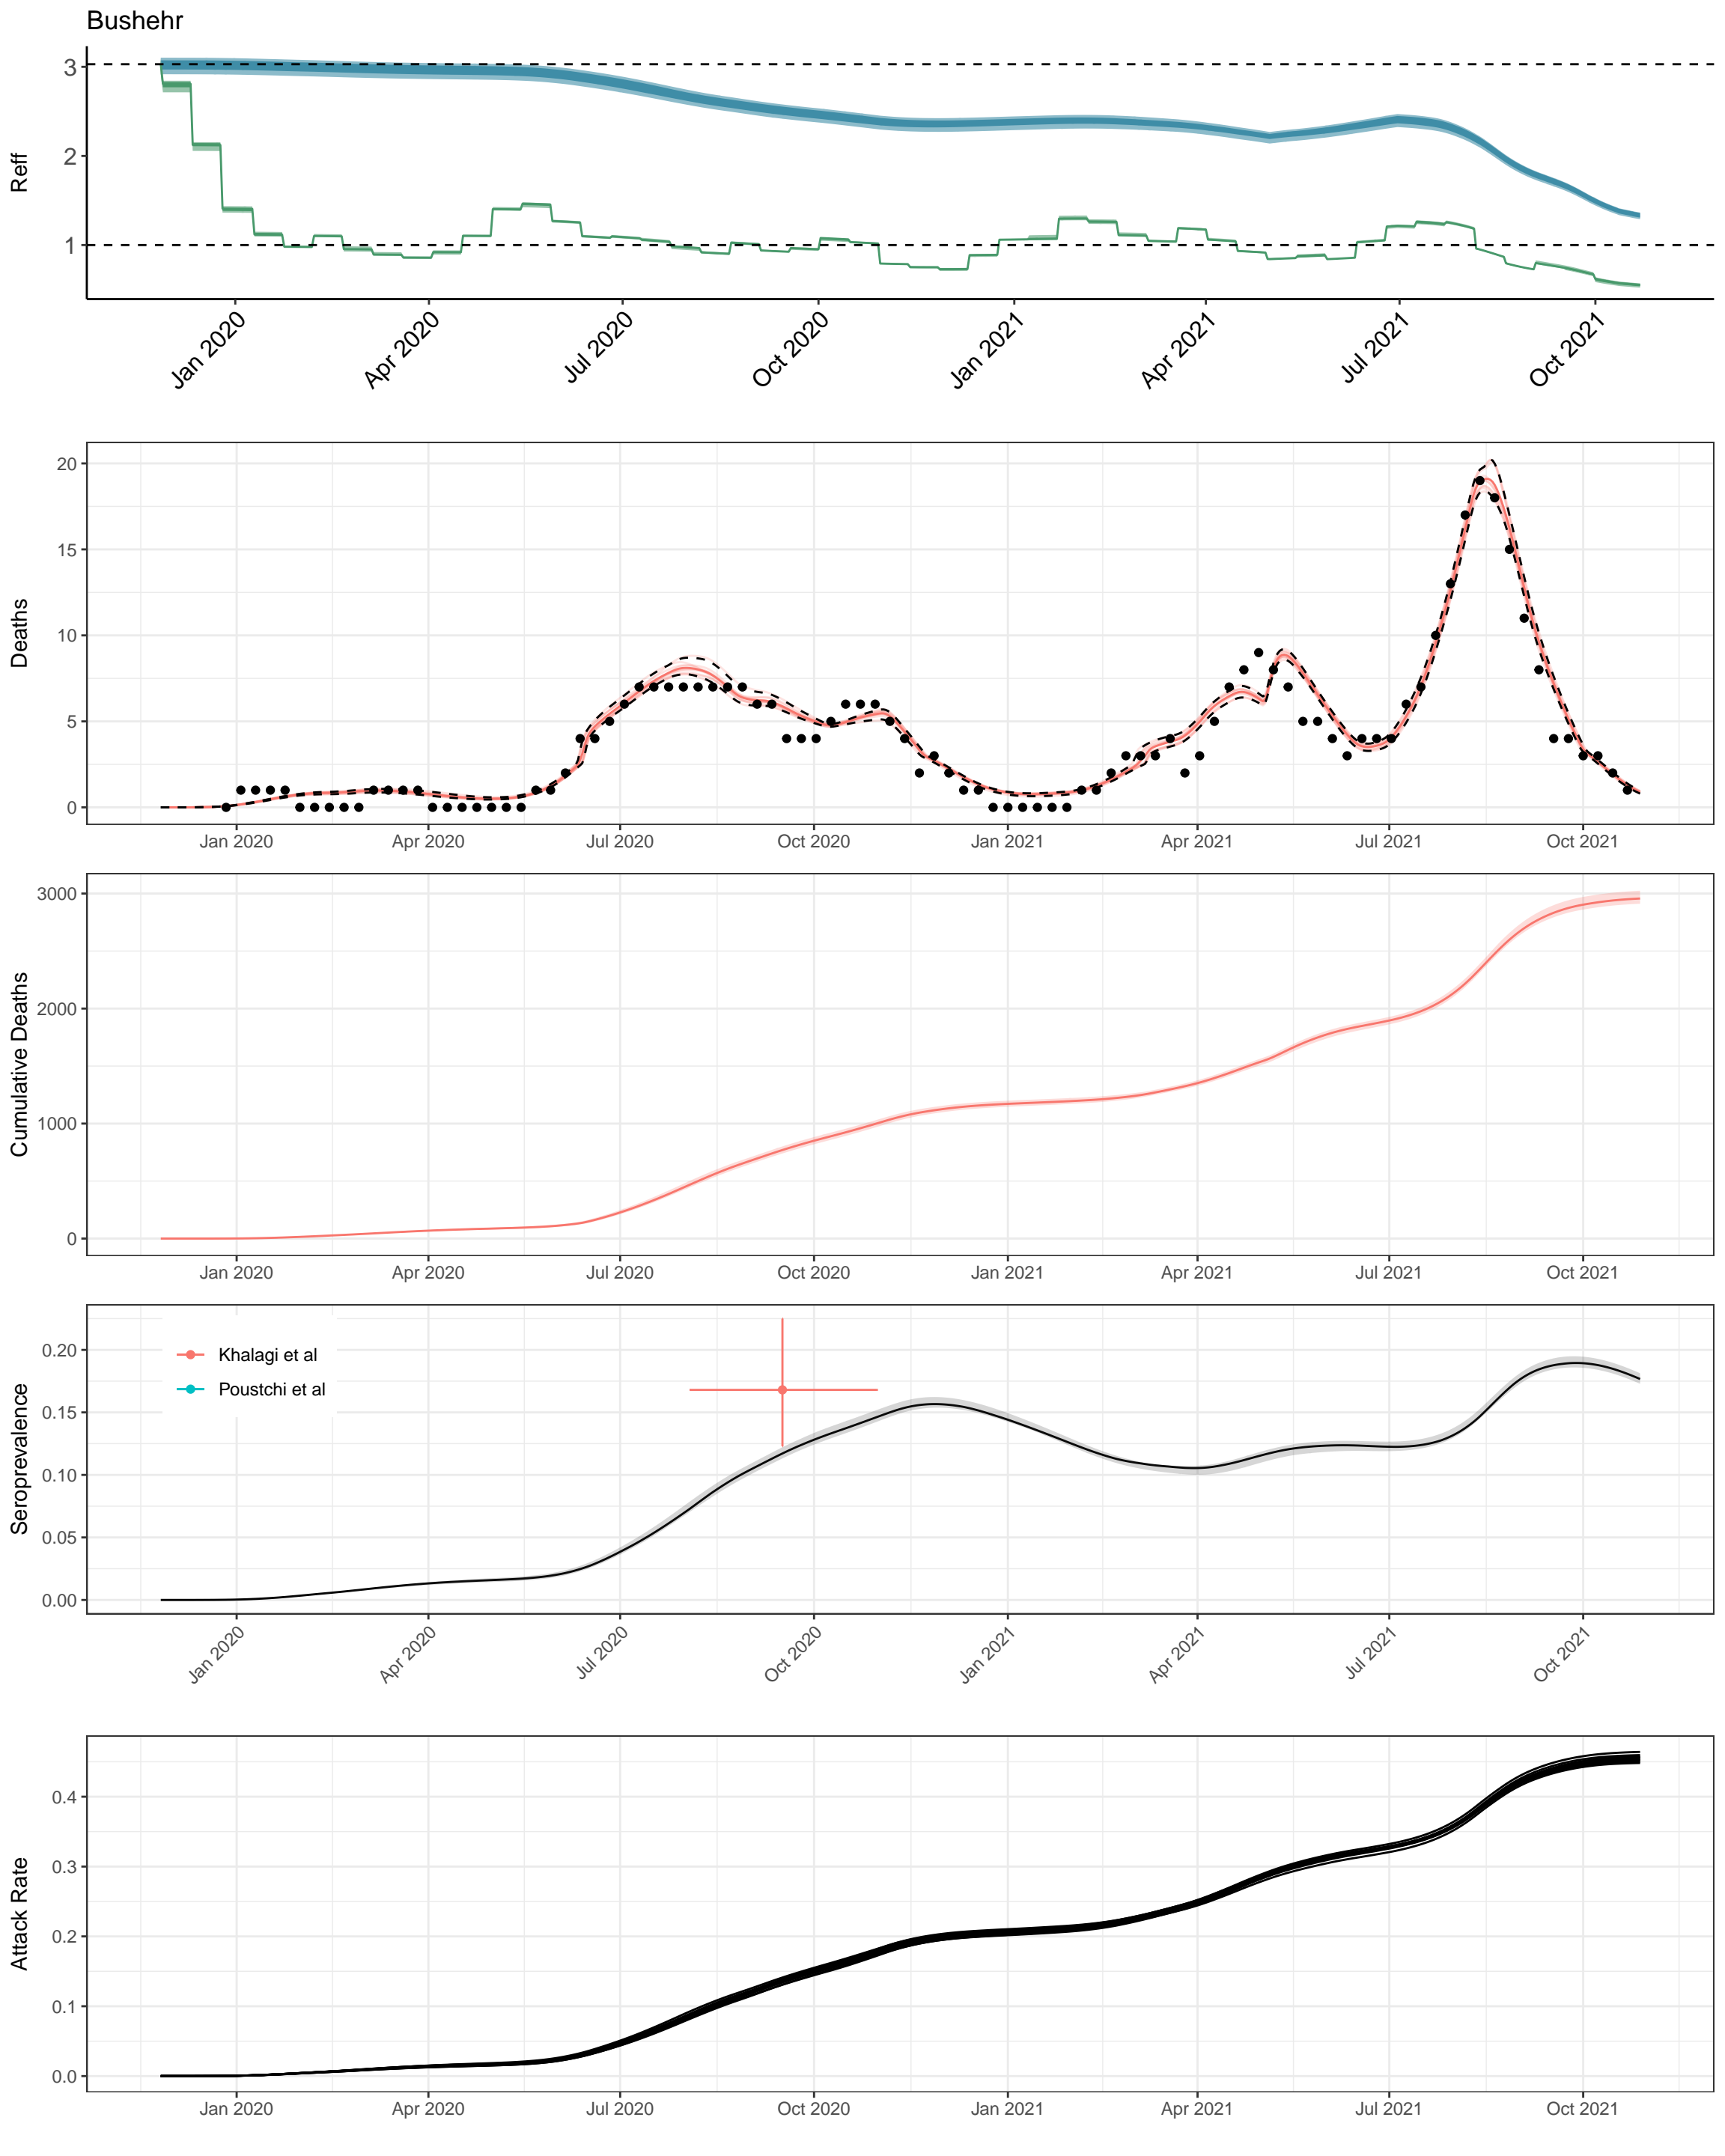 Bushehr
Reff
3
2
1
Jan 2020 Apr 2020 Jul 2020 Oct 2020 Jan 2021 Apr 2021 Jul 2021 Oct 2021
Deaths
20
15
10
5
0
Jan 2020 Apr 2020 Jul 2020 Oct 2020 Jan 2021 Apr 2021 Jul 2021 Oct 2021
Cumulative Deaths
3000
2000
1000
0
Jan 2020 Apr 2020 Jul 2020 Oct 2020 Jan 2021 Apr 2021 Jul 2021 Oct 2021
Seroprevalence
0.20
0.15
0.10
0.05
0.00
Khalagi et al
Poustchi et al
Jan 2020 Apr 2020 Jul 2020 Oct 2020 Jan 2021 Apr 2021 Jul 2021 Oct 2021
Attack Rate
0.4
0.3
0.2
0.1
0.0
Jan 2020 Apr 2020 Jul 2020 Oct 2020 Jan 2021 Apr 2021 Jul 2021 Oct 2021